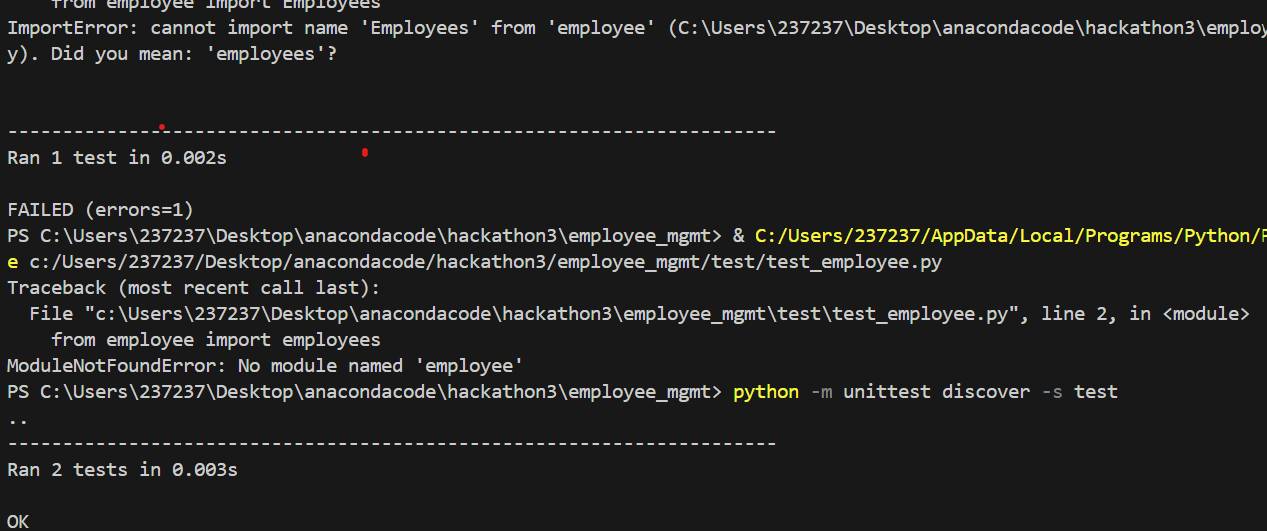 from employee import Employees
ImportError: cannot import name 'Employees' from 'employee' (C:\Users\237237\Desktop\anacondacode\hackathon3\employ
y). Did you mean: 'employees'?
----------------------------------------------------------------------
Ran 1 test in 0.002s
FAILED (errors=1)
PS C:\Users\237237\Desktop\anacondacode\hackathon3\employee_mgmt> & C:/Users/237237/AppData/Local/Programs/Python/P
e c:/Users/237237/Desktop/anacondacode/hackathon3/employee_mgmt/test/test_employee.py
Traceback (most recent call last):
File "c:\Users\237237\Desktop\anacondacode\hackathon3\employee_mgmt\test\test_employee.py", line 2, in <module>
from employee import employees
ModuleNotFoundError: No module named 'employee'
PS C:\Users\237237\Desktop\anacondacode\hackathon3\employee_mgmt> python -m unittest discover -s test
..
----------------------------------------------------------------------
Ran 2 tests in 0.003s
OK